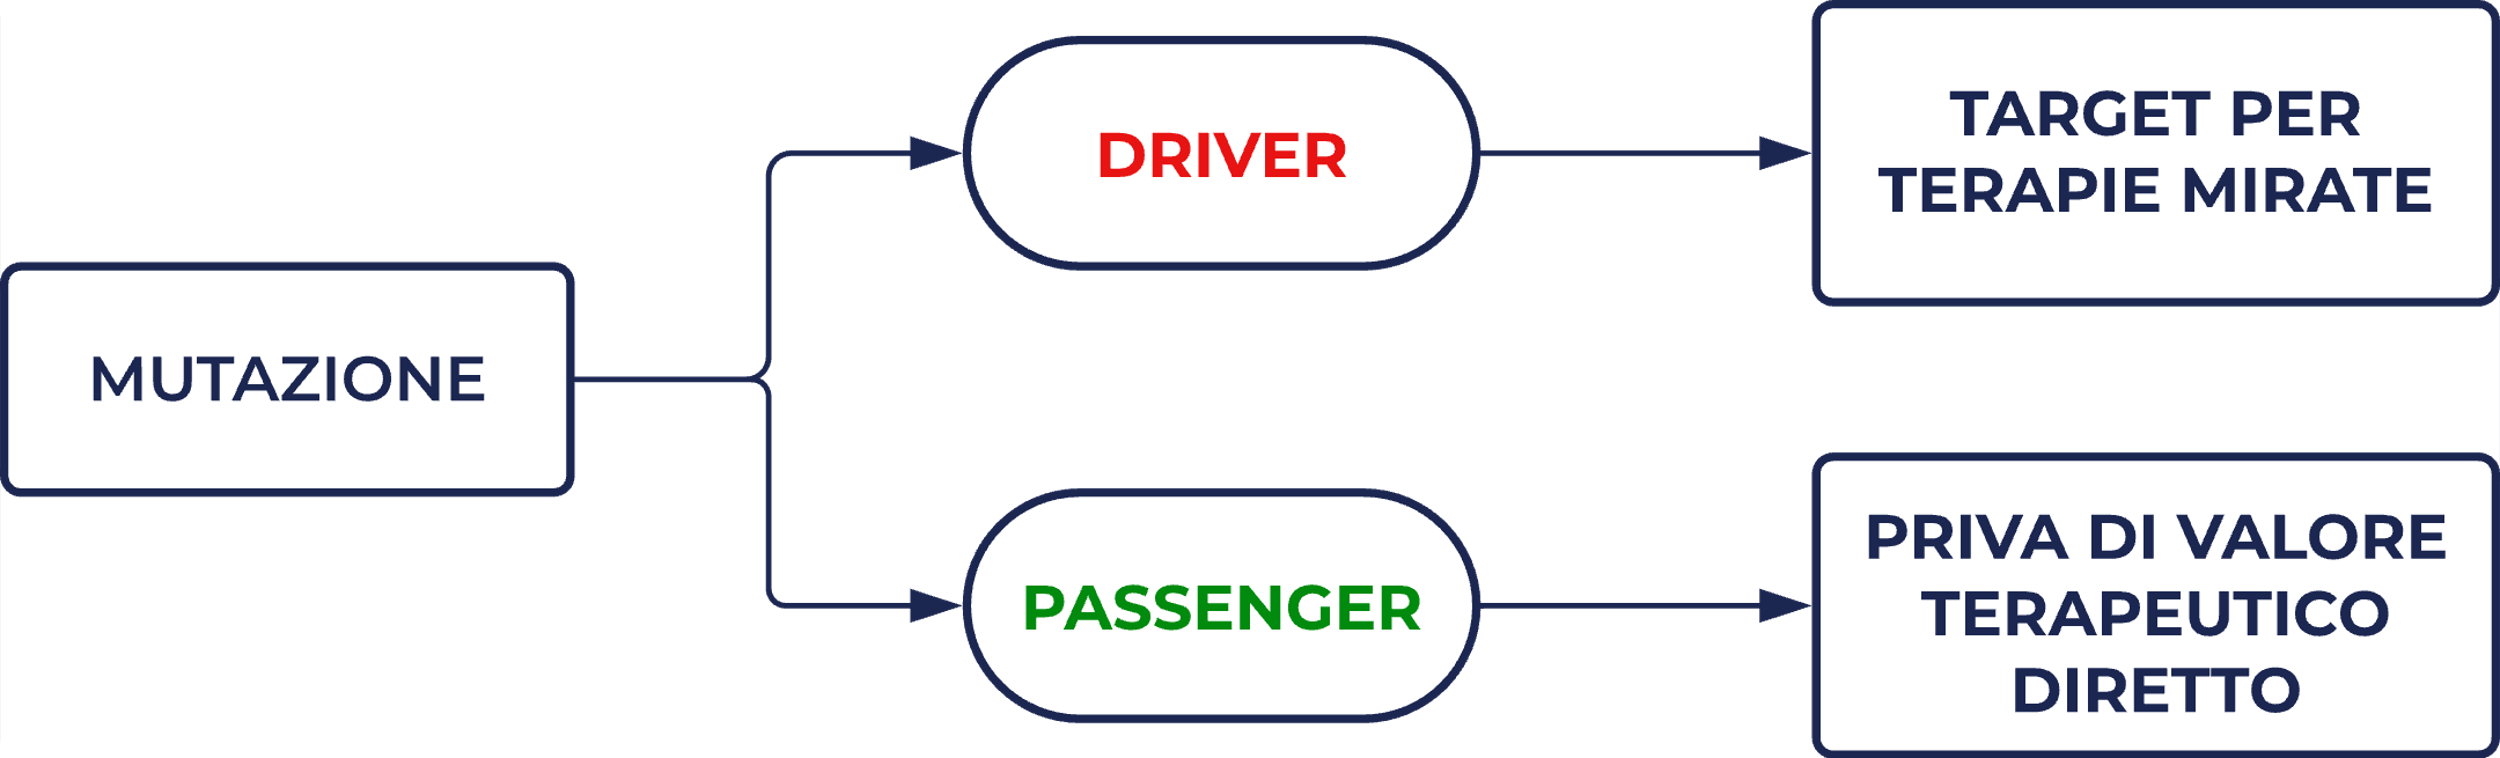 MUTAZIONE
DRIVER
TARGET PER
TERAPIE MIRATE
PASSENGER
PRIVA DI VALORE
TERAPEUTICO
DIRETTO